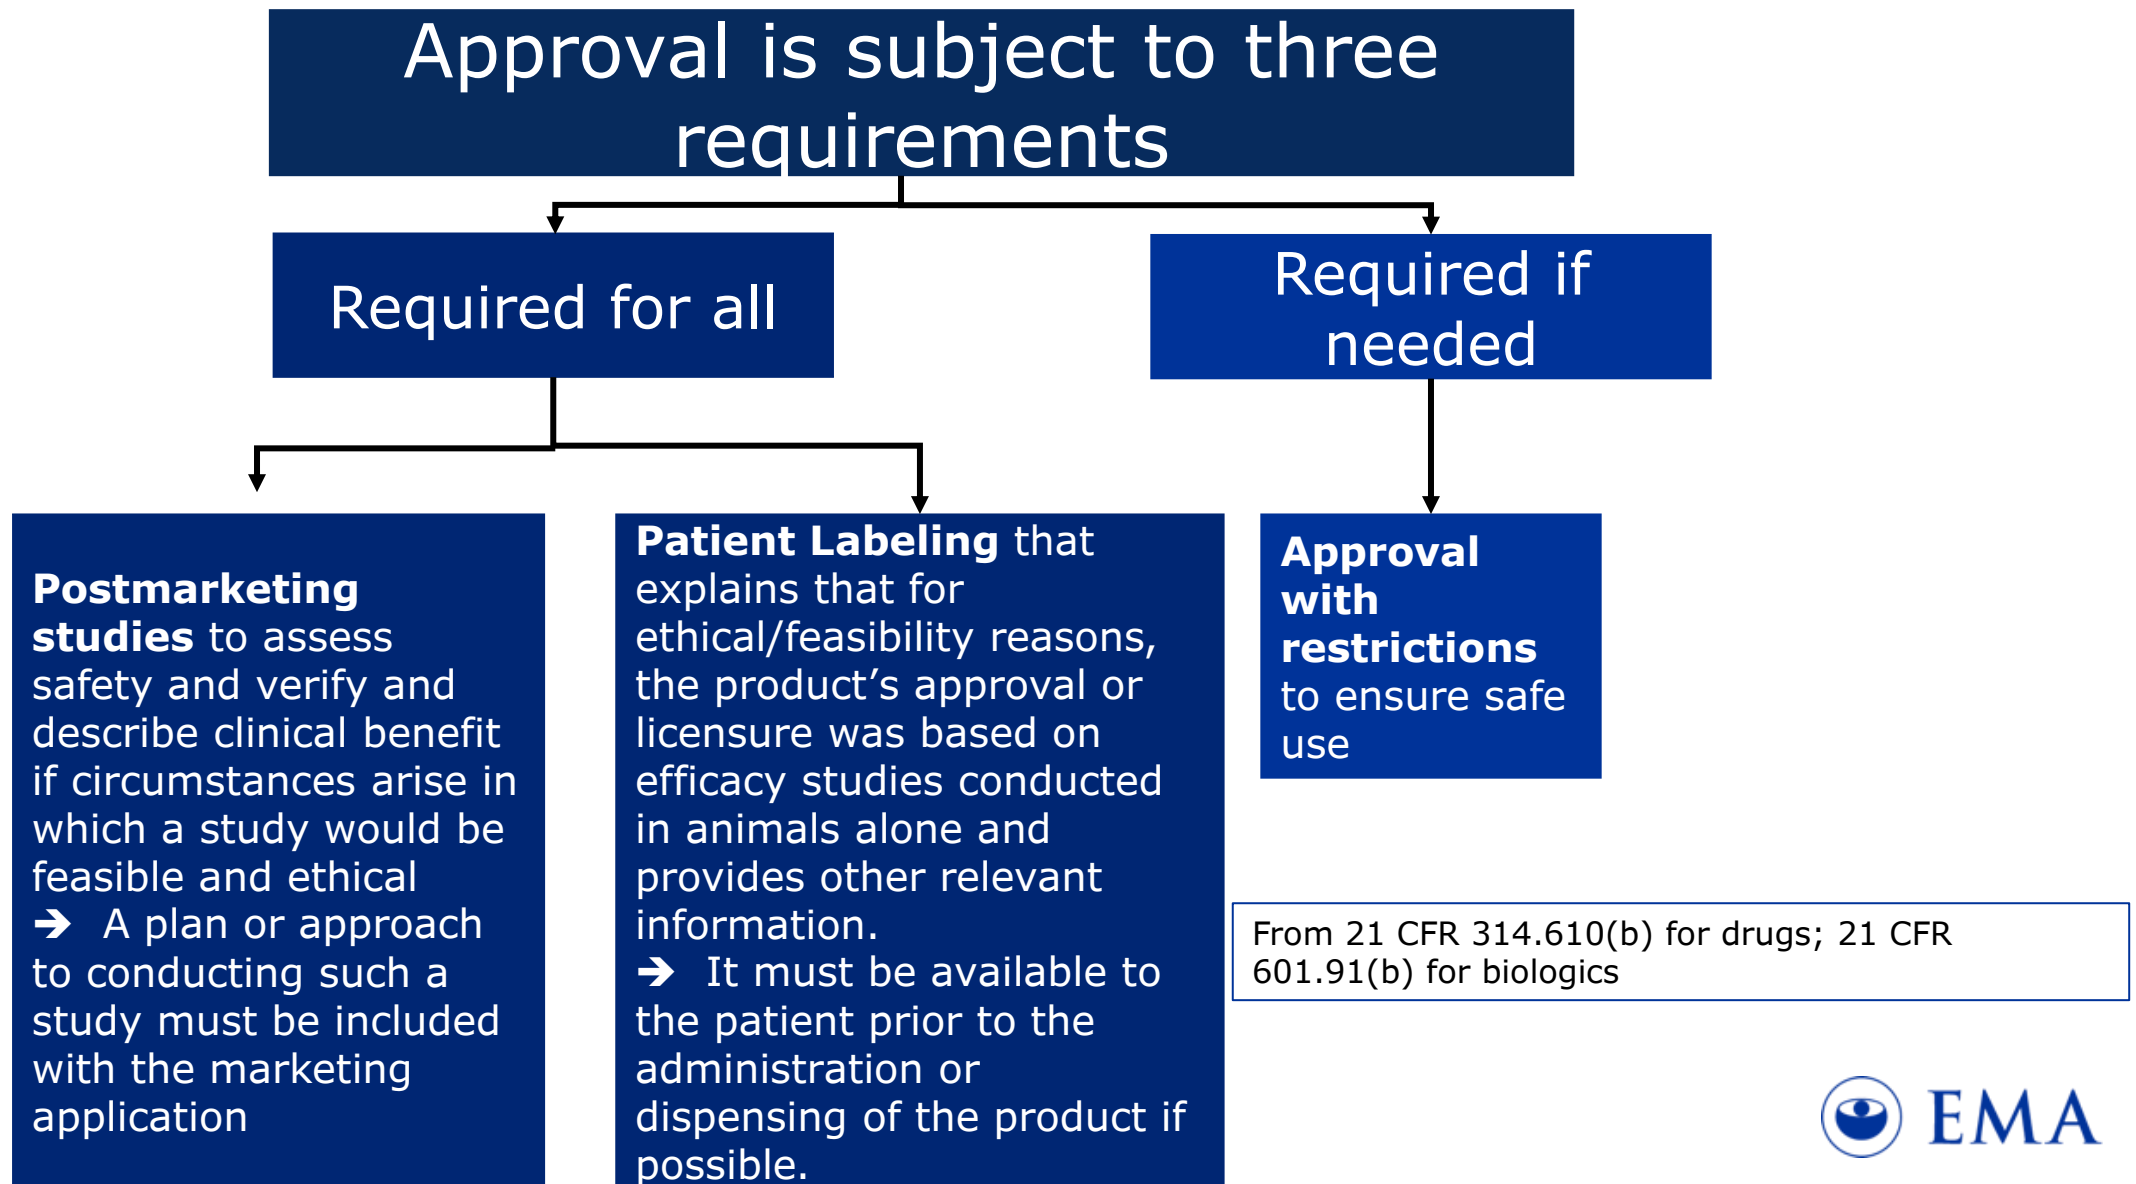 Approval is subject to three
requirements
Required for all
Required if
needed
Postmarketing
studies to assess
safety and verify and
describe clinical benefit
if circumstances arise in
which a study would be
feasible and ethical
➔ A plan or approach
to conducting such a
study must be included
with the marketing
application
Patient Labeling that
explains that for
ethical/feasibility reasons,
the product’s approval or
licensure was based on
efficacy studies conducted
in animals alone and
provides other relevant
information.
➔ It must be available to
the patient prior to the
administration or
dispensing of the product if
possible.
Approval
with
restrictions
to ensure safe
use
From 21 CFR 314.610(b) for drugs; 21 CFR
601.91(b) for biologics
EMA